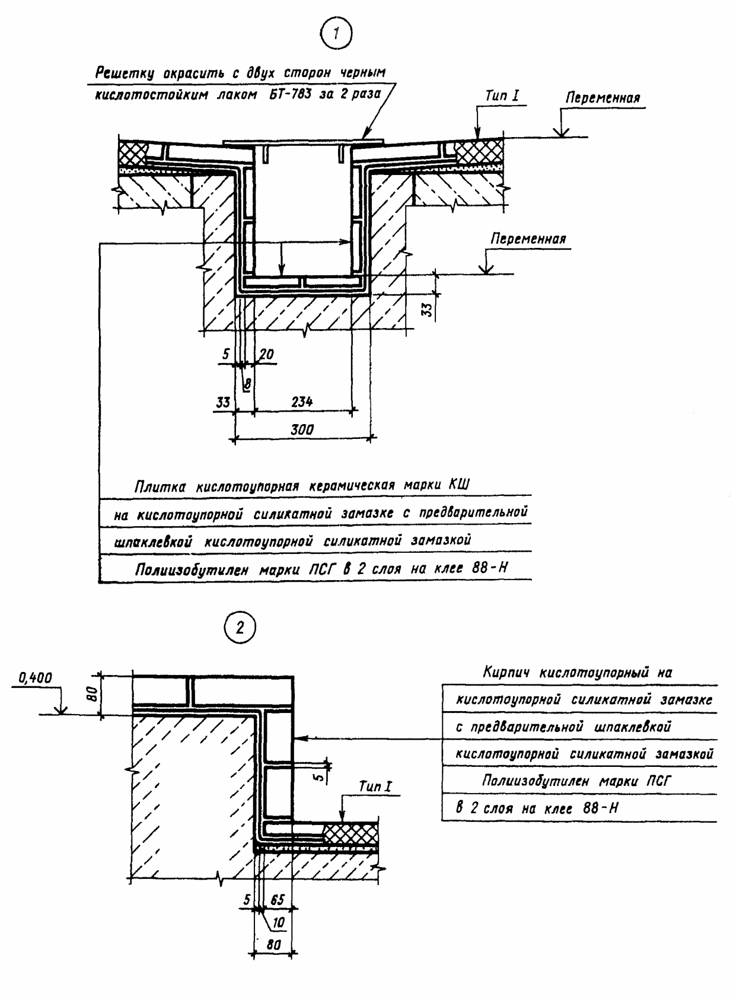 1
Решетку окрасить с двух сторон черным
кислотостойким лаком БТ-783 за 2 раза
Тип I
Переменная
Переменная
33
5
20
8
33
234
300
Плитка кислотоупорная керамическая марки КШ
на кислотоупорной силикатной замазке с предварительной
шпаклевкой кислотоупорной силикатной замазкой
Полиизобутилен марки ПСГ в 2 слоя на клее 88-Н
2
0,400
80
Кирпич кислотоупорный на
кислотоупорной силикатной замазке
с предварительной шпаклевкой
кислотоупорной силикатной замазкой
Полиизобутилен марки ПСГ
в 2 слоя на клее 88-Н
5
Тип I
5
65
10
80